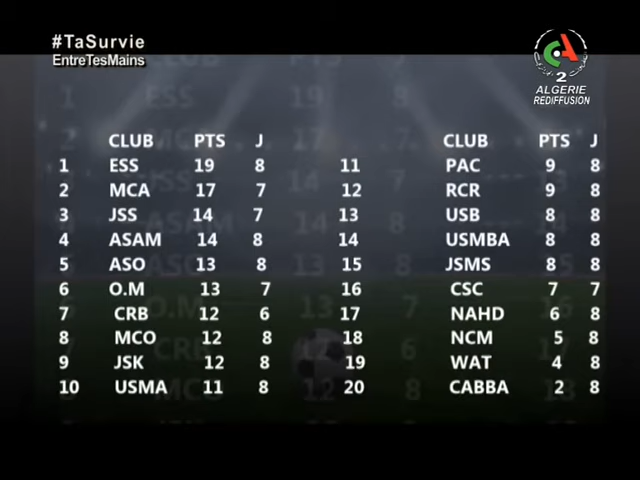 #TaSurvie
EntreTesMains
2
ALGERIE
REDIFFUSION
CLUB PTS J CLUB PTS J
1 ESS 19 8 11 PAC 9 8
2 MCA 17 7 12 RCR 9 8
3 JSS 14 7 13 USB 8 8
4 ASAM 14 8 14 USMBA 8 8
5 ASO 13 8 15 JSMS 8 8
6 O.M 13 7 16 CSC 7 7
7 CRB 12 6 17 NAHD 6 8
8 MCO 12 8 18 NCM 5 8
9 JSK 12 8 19 WAT 4 8
10 USMA 11 8 20 CABBA 2 8